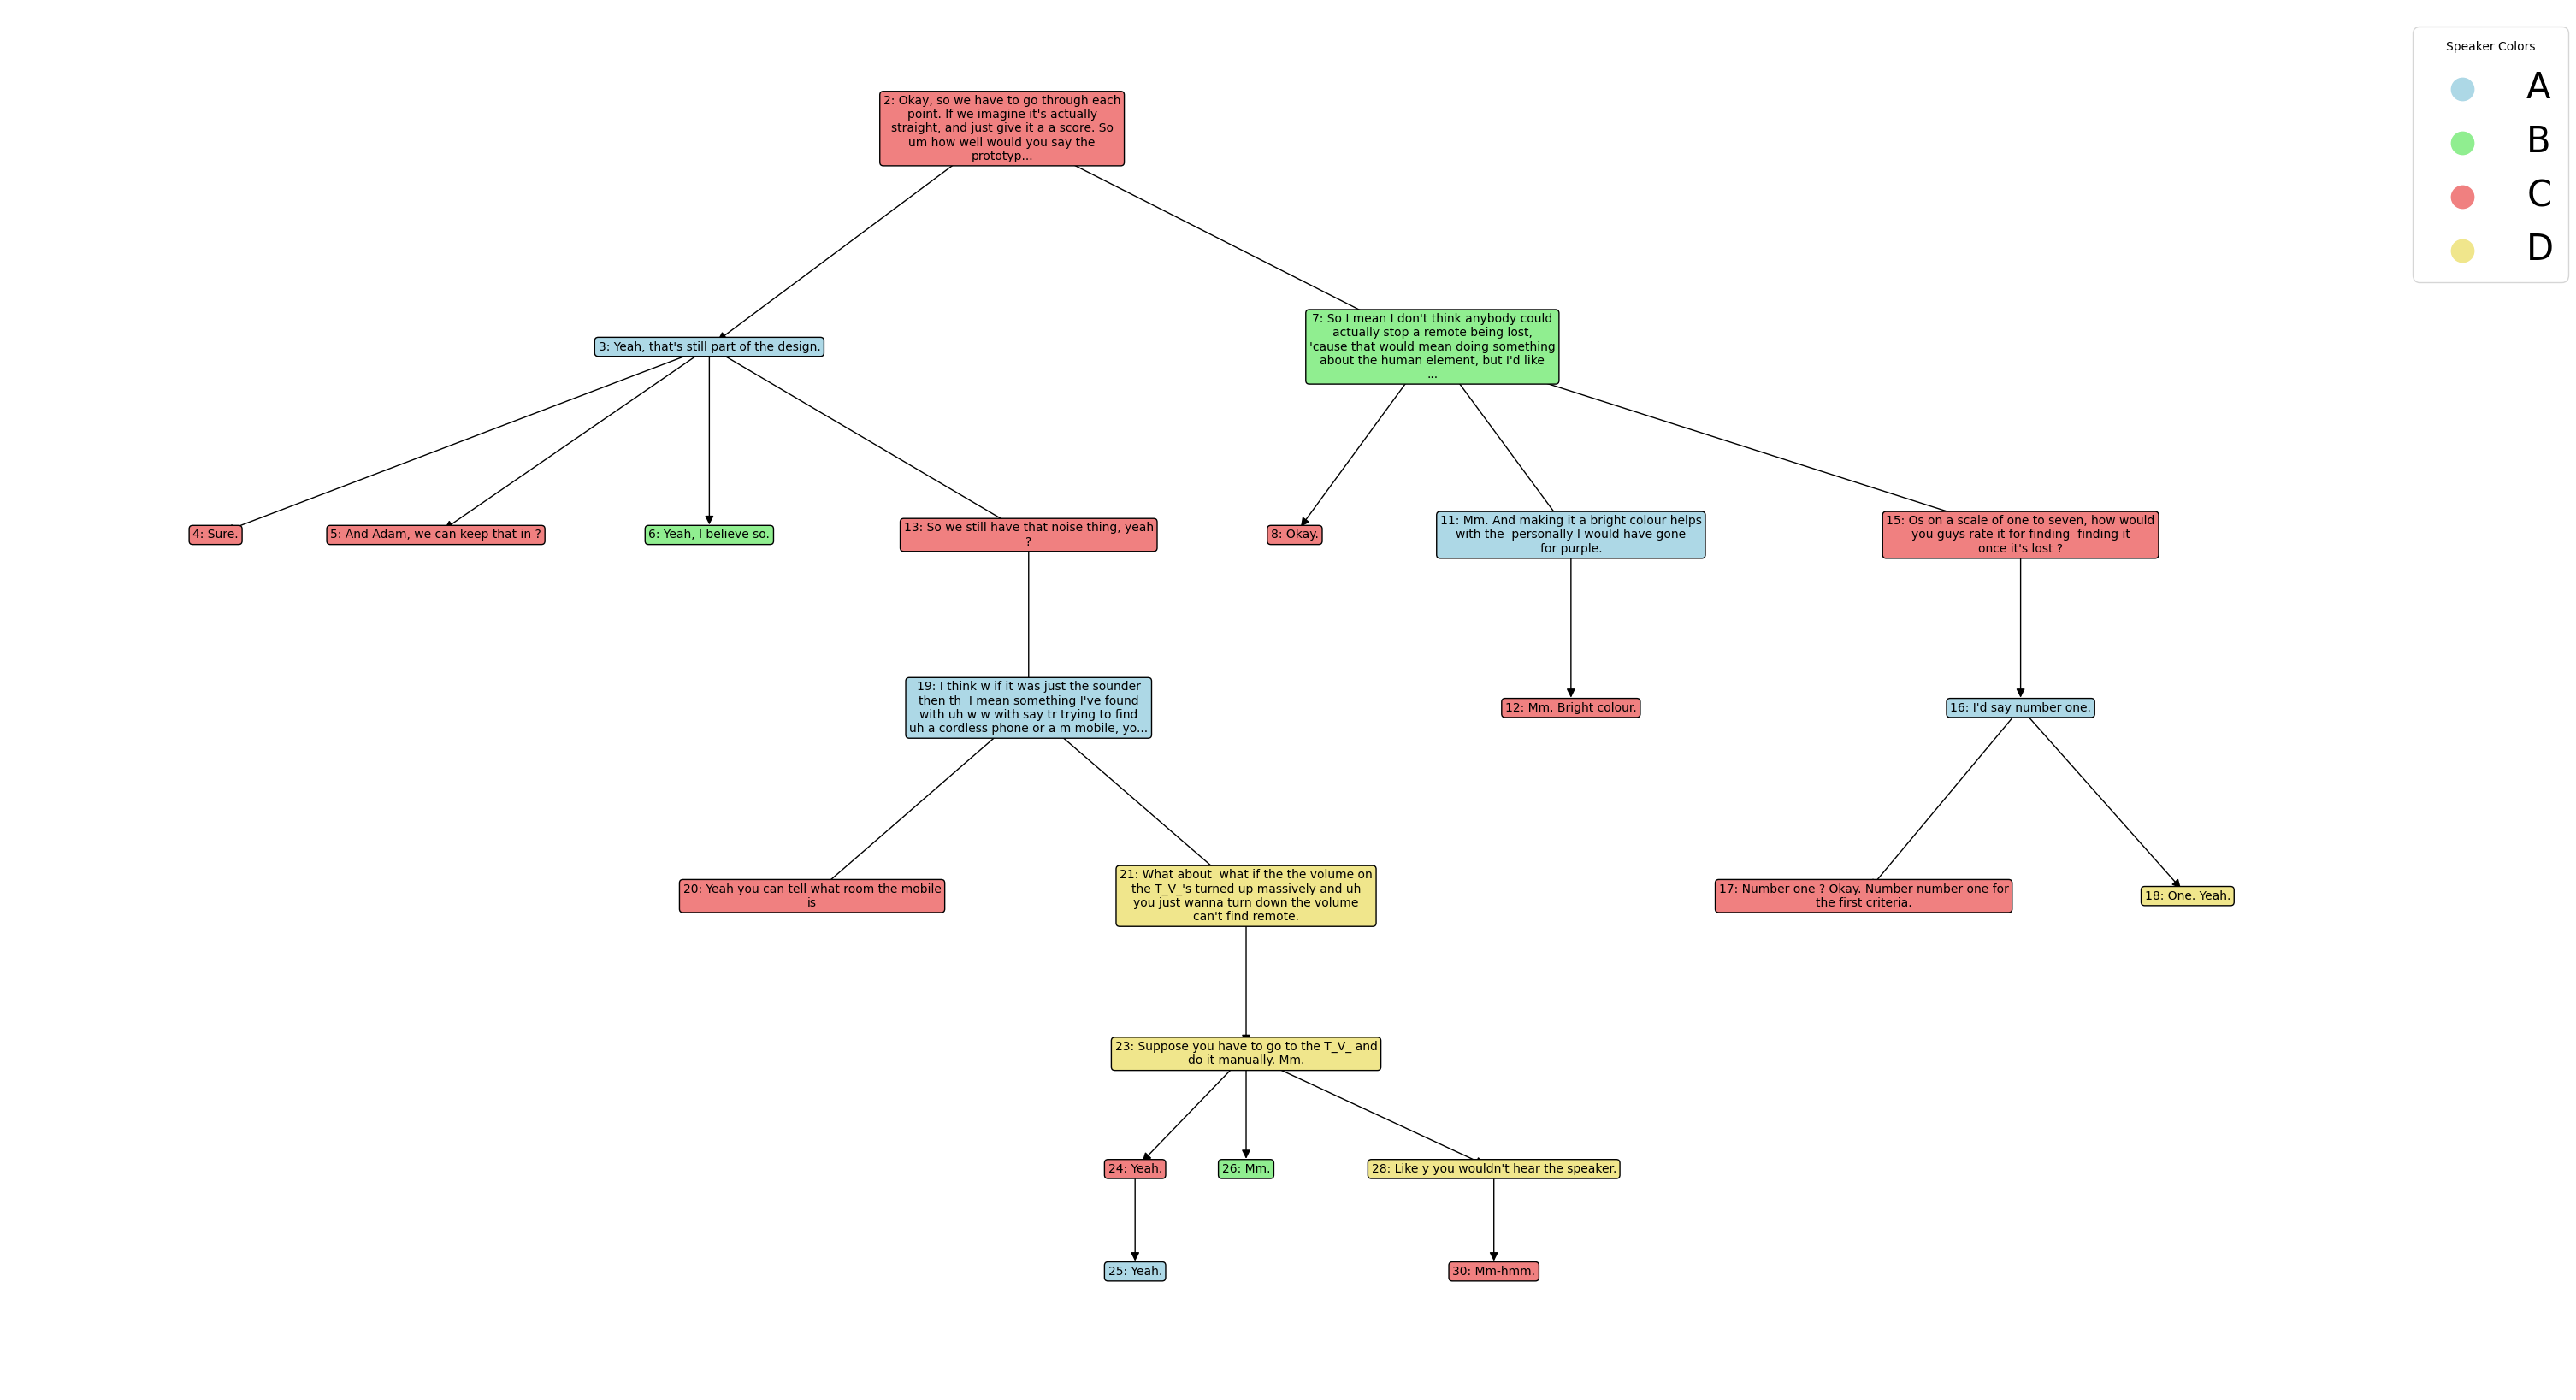 Speaker Colors
A
B
C
D
2: Okay, so we have to go through each
point. If we imagine it's actually
straight, and just give it a a score. So
um how well would you say the
prototyp...
3: Yeah, that's still part of the design.
7: So I mean I don't think anybody could
actually stop a remote being lost,
'cause that would mean doing something
about the human element, but I'd like
...
4: Sure.
5: And Adam, we can keep that in ?
6: Yeah, I believe so.
13: So we still have that noise thing, yeah
?
8: Okay.
11: Mm. And making it a bright colour helps
with the  personally I would have gone
for purple.
15: Os on a scale of one to seven, how would
you guys rate it for finding  finding it
once it's lost ?
19: I think w if it was just the sounder
then th  I mean something I've found
with uh w w with say tr trying to find
uh a cordless phone or a m mobile, yo...
12: Mm. Bright colour.
16: I'd say number one.
20: Yeah you can tell what room the mobile
is
21: What about  what if the the volume on
the T_V_'s turned up massively and uh
you just wanna turn down the volume
can't find remote.
17: Number one ? Okay. Number number one for
the first criteria.
18: One. Yeah.
23: Suppose you have to go to the T_V_ and
do it manually. Mm.
24: Yeah.
26: Mm.
28: Like y you wouldn't hear the speaker.
25: Yeah.
30: Mm-hmm.